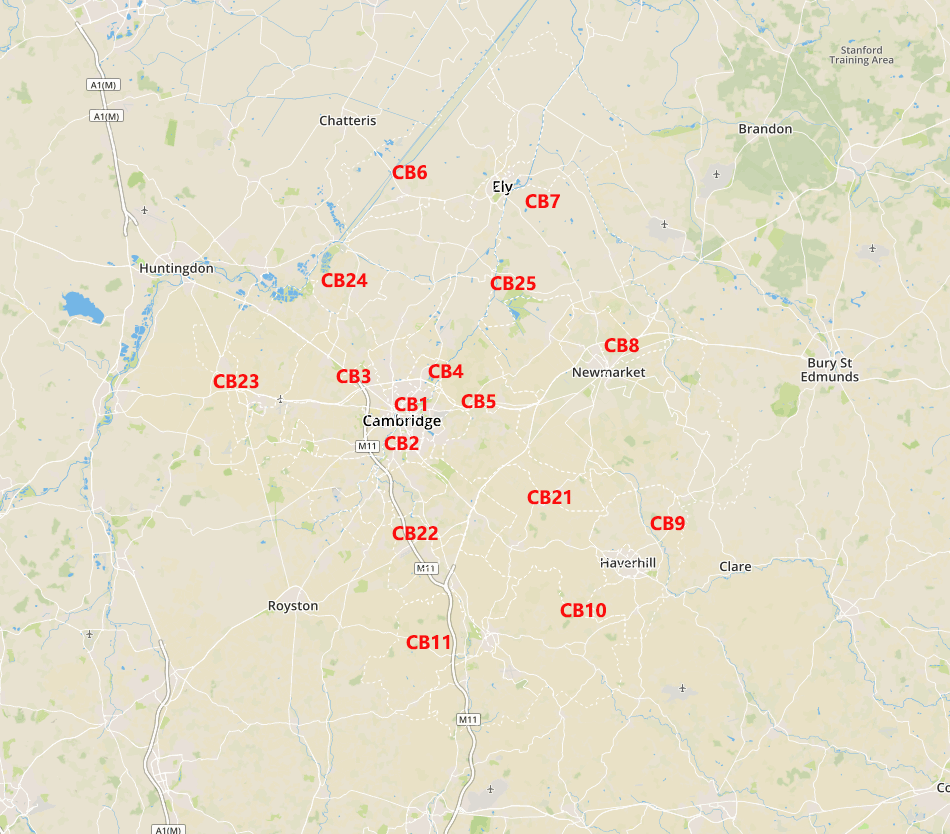 Stanford
Training Area
A1(M)
A1(M)
Chatteris
Brandon
CB6
Ely
CB7
Huntingdon
CB24
CB25
CB8
Bury St
Edmunds
Newmarket
CB23
CB3
CB4
CB5
CB1
Cambridge
M11
CB2
CB21
CB9
CB22
Haverhill
Clare
M11
Royston
CB10
CB11
M11
Co
A1(M)